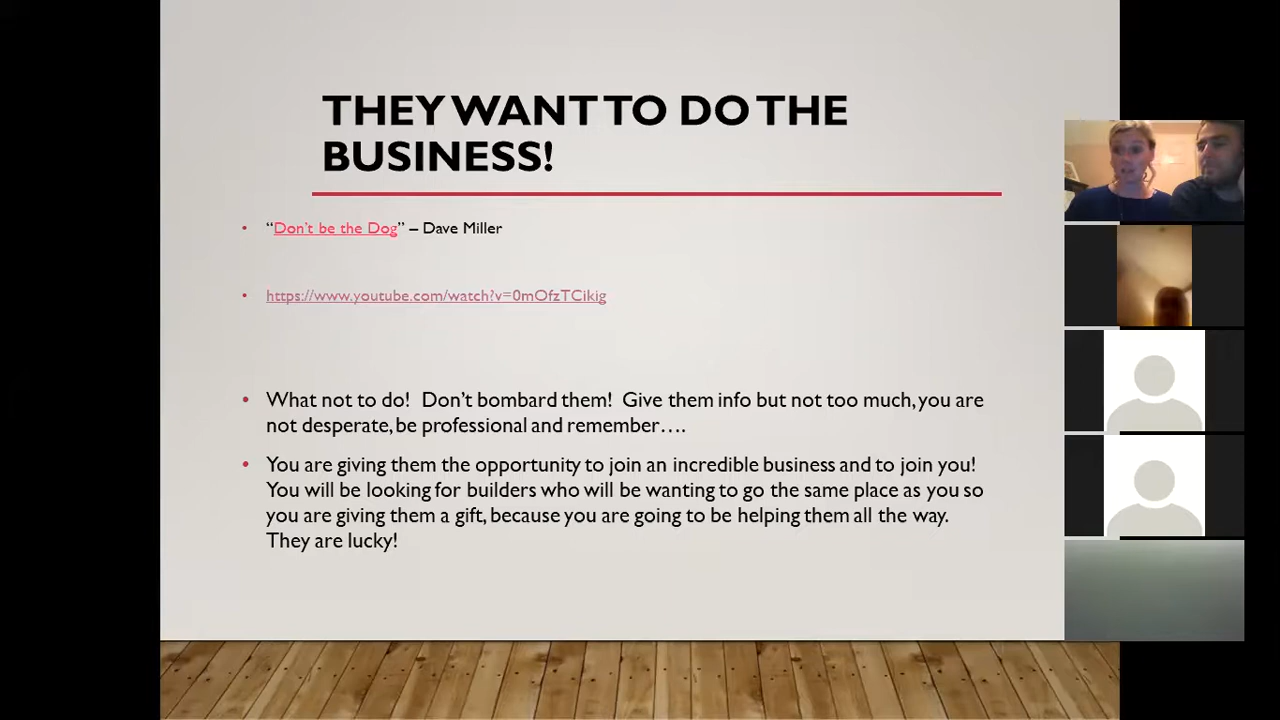 THEY WANT TO DO THE
BUSINESS!
• “Don't be the Dog” – Dave Miller
• https://www.youtube.com/watch?v=0mOfzTCikig
• What not to do!  Don't bombard them!  Give them info but not too much, you are
not desperate, be professional and remember….
• You are giving them the opportunity to join an incredible business and to join you!
You will be looking for builders who will be wanting to go the same place as you so
you are giving them a gift, because you are going to be helping them all the way.
They are lucky!